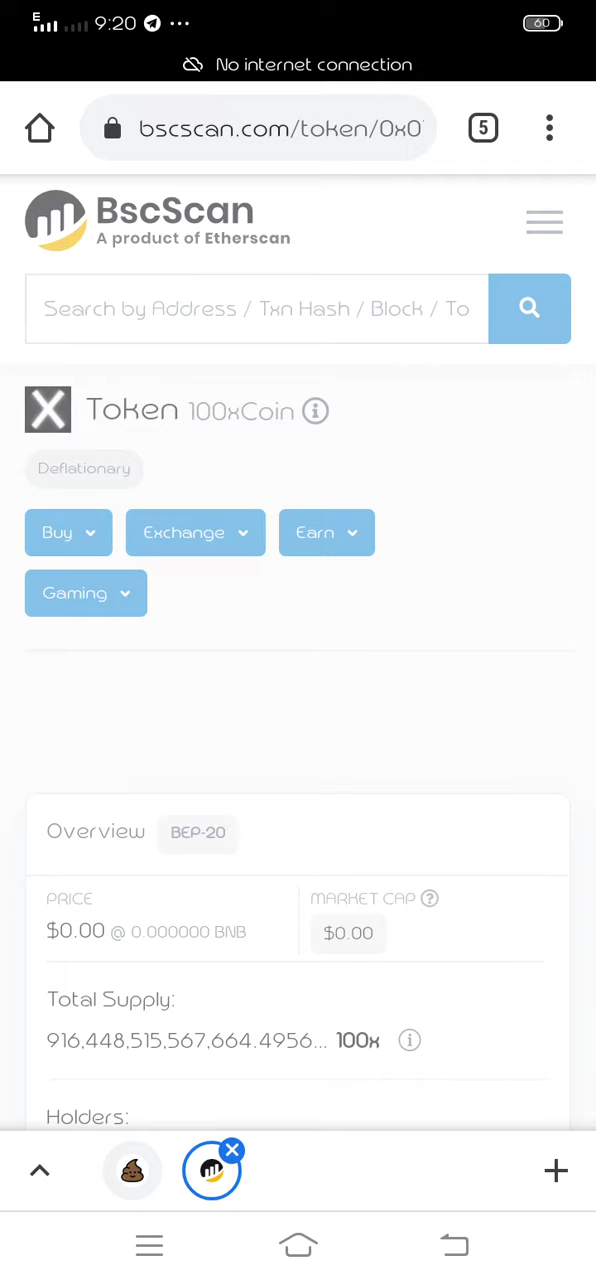 E 9:20 60
No internet connection
bscscan.com/token/0x0 5
BscScan
A product of Etherscan
Search by Address / Txn Hash / Block / To
Token 100xCoin
Deflationary
Buy Exchange Earn
Gaming
Overview BEP-20
PRICE MARKET CAP
$0.00 @ 0.000000 BNB $0.00
Total Supply:
916,448,515,567,664.4956... 100x
Holders: